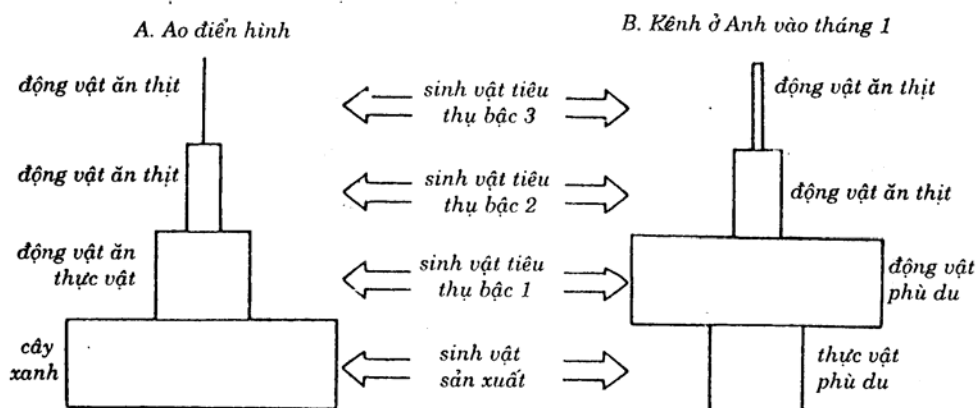 A. Ao điển hình
B. Kênh ở Anh vào tháng 1
động vật ăn thịt
sinh vật tiêu
thụ bậc 3
động vật ăn thịt
động vật ăn thịt
sinh vật tiêu
thụ bậc 2
động vật ăn thịt
động vật ăn
thực vật
sinh vật tiêu
thụ bậc 1
động vật
phù du
cây
xanh
sinh vật
sản xuất
thực vật
phù du